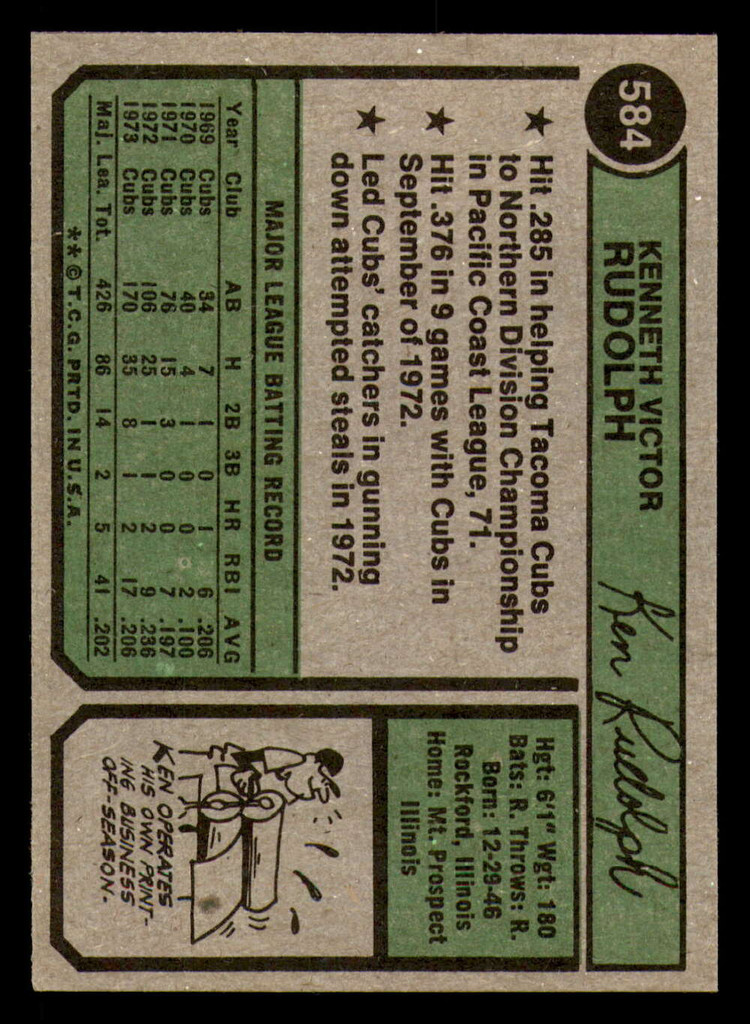 584
KENNETH VICTOR
RUDOLPH
Ken Rudolph
★ Hit .285 in helping Tacoma Cubs
to Northern Division Championship
in Pacific Coast League, 71.
★ Hit .376 in 9 games with Cubs in
September of 1972.
★ Led Cubs' catchers in gunning
down attempted steals in 1972.
MAJOR LEAGUE BATTING RECORD
Year Club AB H 2B 3B HR RBI AVG
1969 Cubs 34 7 1 0 1 6 .206
1970 Cubs 40 4 1 0 0 2 .100
1971 Cubs 76 15 3 0 0 7 .197
1972 Cubs 106 25 1 1 2 9 .236
1973 Cubs 170 35 8 1 2 17 .206
Maj. Lea. Tot. 426 86 14 2 5 41 .202
**©T.C.G. PRTD. IN U.S.A.
Hgt: 6'1" Wgt: 180
Bats: R. Throws: R.
Born: 12-29-46
Rockford, Illinois
Home: Mt. Prospect
Illinois
KEN OPERATES
HIS OWN PRINT-
ING BUSINESS
OFF-SEASON.